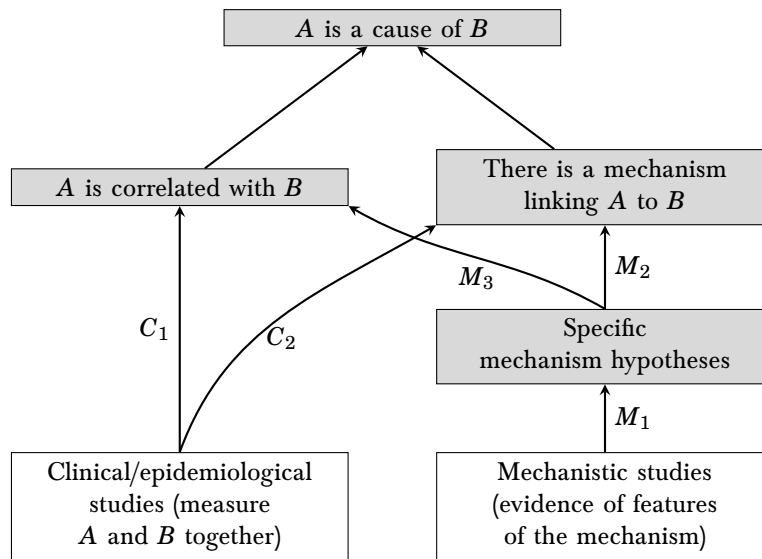 A is a cause of B
A is correlated with B
There is a mechanism
linking A to B
M₃
M₂
C₁
C₂
Specific
mechanism hypotheses
M₁
Clinical/epidemiological
studies (measure
A and B together)
Mechanistic studies
(evidence of features
of the mechanism)